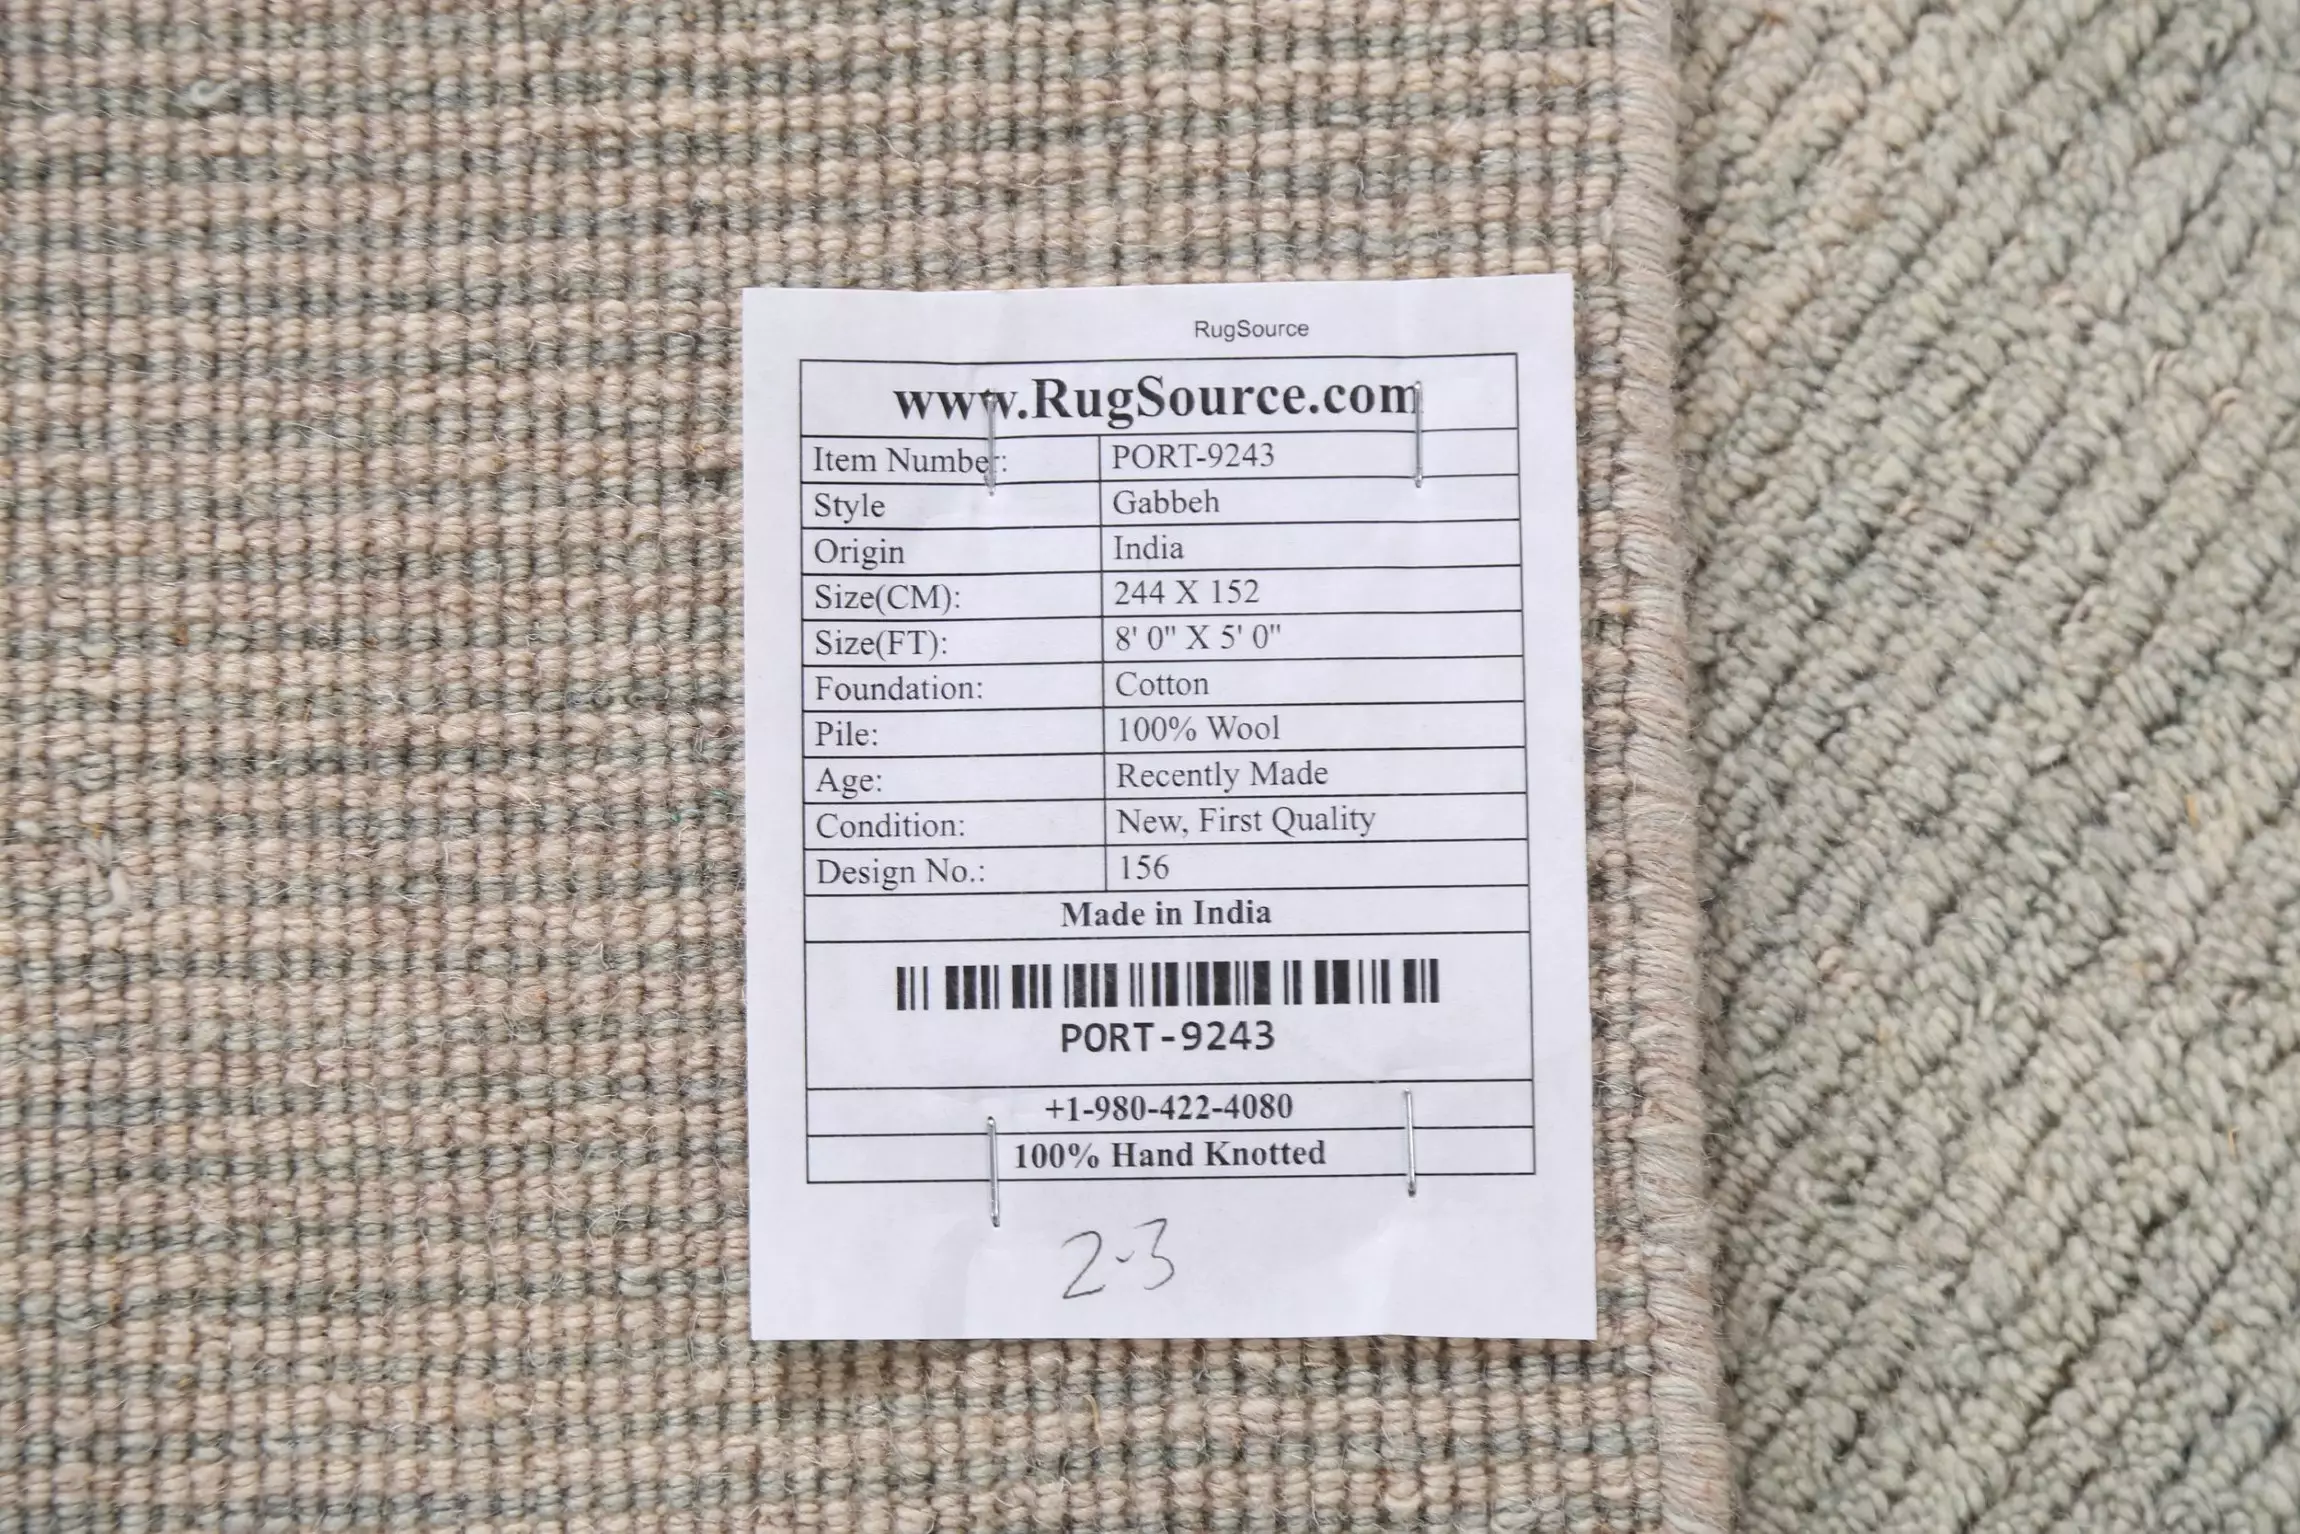 RugSource
www.RugSource.com
Item Number: PORT-9243
Style Gabbeh
Origin India
Size(CM): 244 X 152
Size(FT): 8' 0" X 5' 0"
Foundation: Cotton
Pile: 100% Wool
Age: Recently Made
Condition: New, First Quality
Design No.: 156
Made in India
PORT-9243
+1-980-422-4080
100% Hand Knotted
2-3